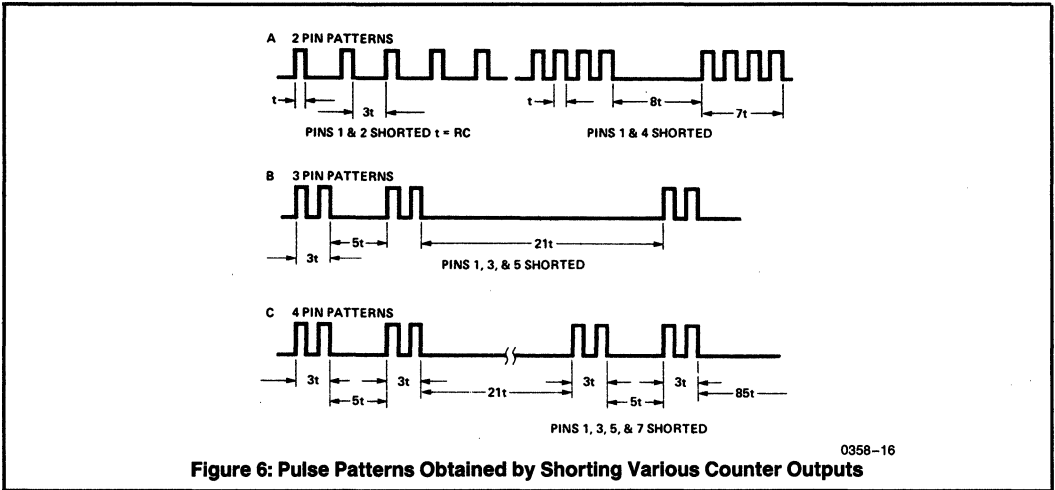 A 2 PIN PATTERNS
t
3t
t
8t
7t
PINS 1 & 2 SHORTED t = RC
PINS 1 & 4 SHORTED
B 3 PIN PATTERNS
5t
21t
3t
PINS 1, 3, & 5 SHORTED
C 4 PIN PATTERNS
3t
3t
3t
3t
5t
21t
5t
85t
PINS 1, 3, 5, & 7 SHORTED
0358–16
Figure 6: Pulse Patterns Obtained by Shorting Various Counter Outputs